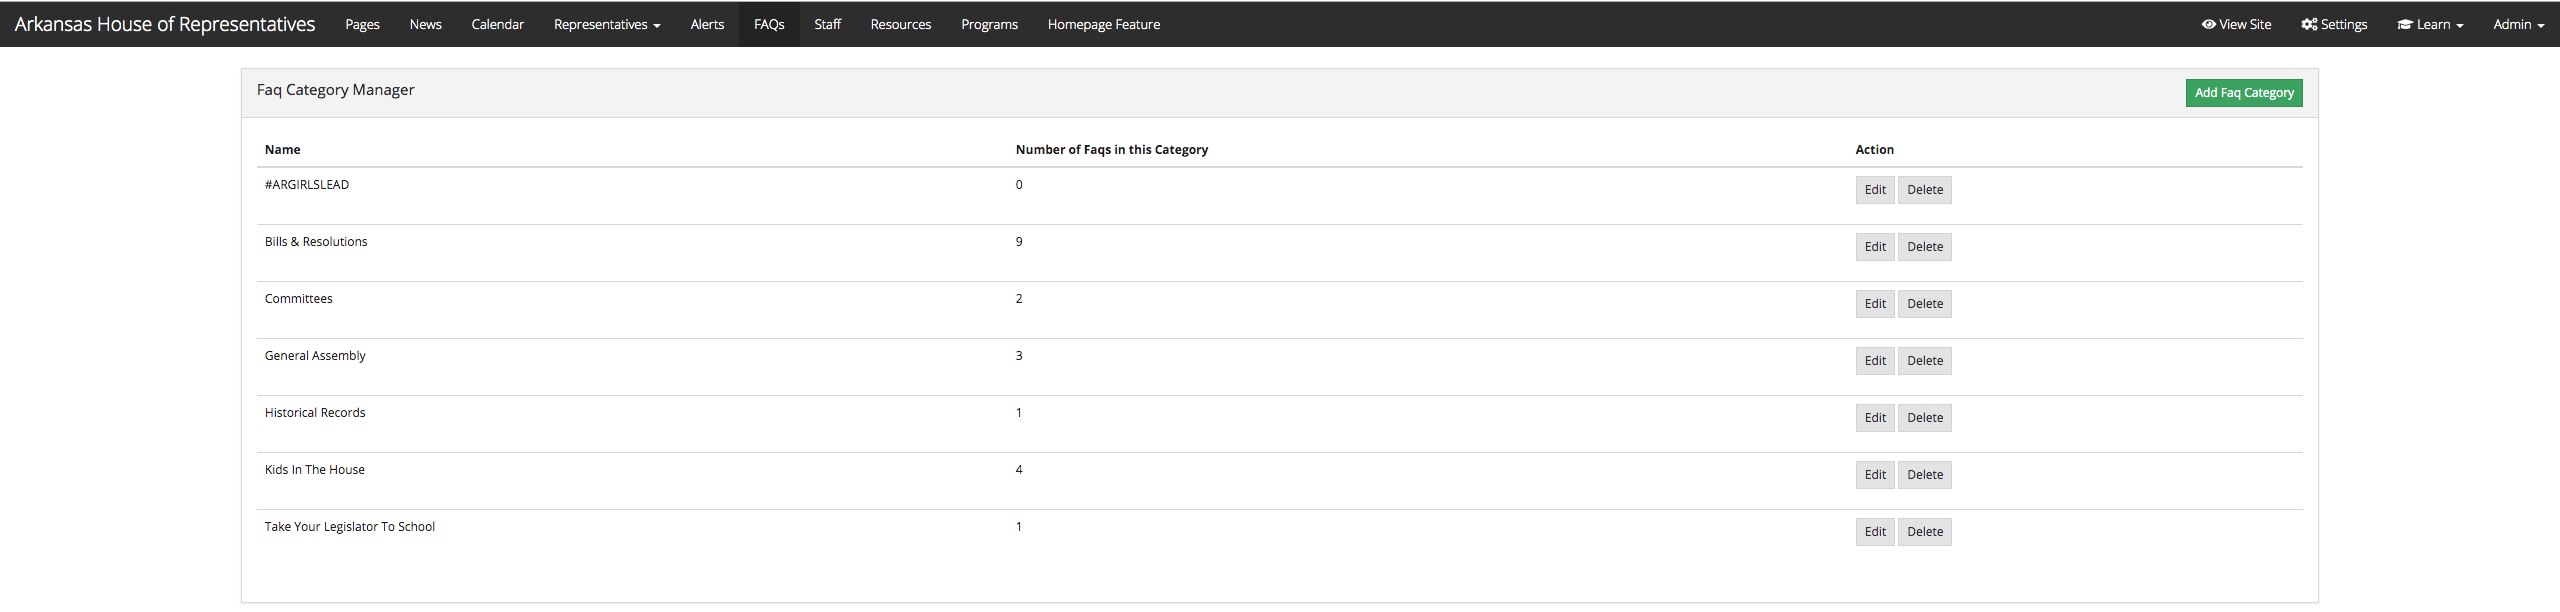 Arkansas House of Representatives Pages News Calendar Representatives Alerts FAQs Staff Resources Programs Homepage Feature View Site Settings Learn Admin
Faq Category Manager Add Faq Category
Name Number of Faqs in this Category Action
#ARGIRLSLEAD 0 Edit Delete
Bills & Resolutions 9 Edit Delete
Committees 2 Edit Delete
General Assembly 3 Edit Delete
Historical Records 1 Edit Delete
Kids In The House 4 Edit Delete
Take Your Legislator To School 1 Edit Delete